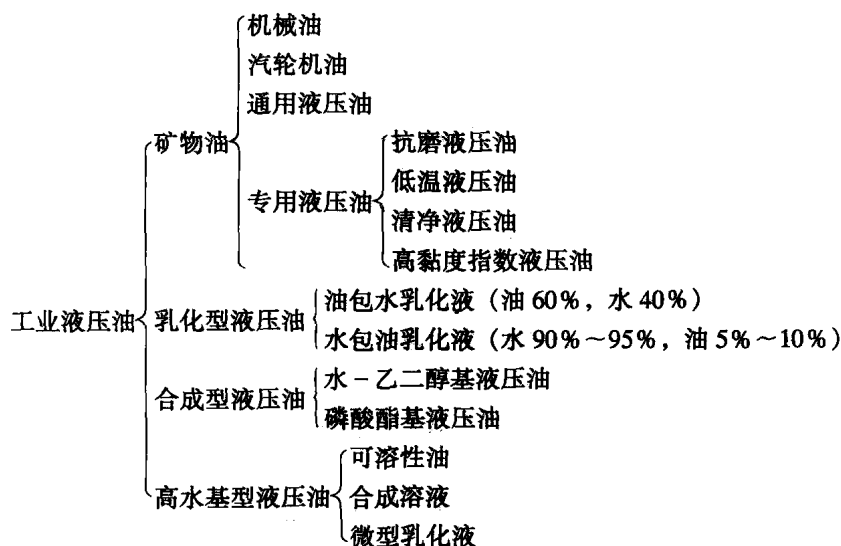 机械油
汽轮机油
通用液压油
矿物油
抗磨液压油
低温液压油
专用液压油
清净液压油
高黏度指数液压油
工业液压油
乳化型液压油
油包水乳化液（油 60%，水 40%）
水包油乳化液（水 90%～95%，油 5%～10%）
合成型液压油
水－乙二醇基液压油
磷酸酯基液压油
可溶性油
高水基型液压油
合成溶液
微型乳化液